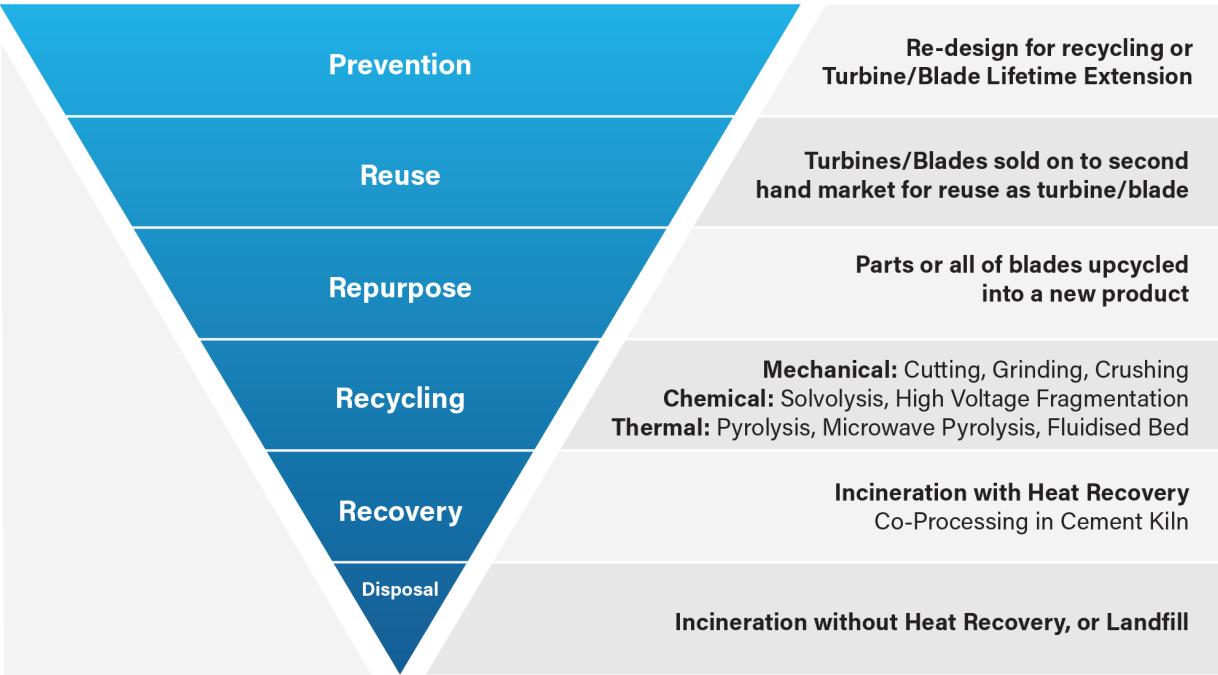 Prevention
Re-design for recycling or
Turbine/Blade Lifetime Extension
Reuse
Turbines/Blades sold on to second
hand market for reuse as turbine/blade
Repurpose
Parts or all of blades upcycled
into a new product
Recycling
Mechanical: Cutting, Grinding, Crushing
Chemical: Solvolysis, High Voltage Fragmentation
Thermal: Pyrolysis, Microwave Pyrolysis, Fluidised Bed
Recovery
Incineration with Heat Recovery
Co-Processing in Cement Kiln
Disposal
Incineration without Heat Recovery, or Landfill